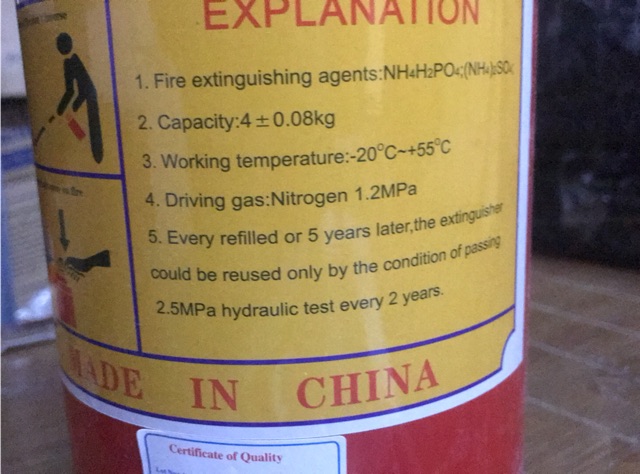 EXPLANATION
1. Fire extinguishing agents:NH₄H₂PO₄;(NH₄)₂SO₄
2. Capacity:4±0.08kg
3. Working temperature:-20°C~+55°C
4. Driving gas:Nitrogen 1.2MPa
5. Every refilled or 5 years later,the extinguisher
could be reused only by the condition of passing
2.5MPa hydraulic test every 2 years.
MADE IN CHINA
Certificate of Quality